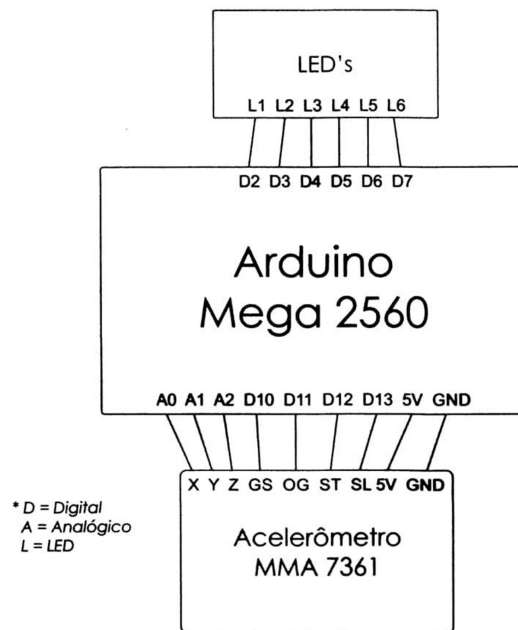 LED's
L1 L2 L3 L4 L5 L6
D2 D3 D4 D5 D6 D7
Arduino
Mega 2560
A0 A1 A2 D10 D11 D12 D13 5V GND
X Y Z GS OG ST SL 5V GND
* D = Digital
A = Analógico
L = LED
Acelerômetro
MMA 7361